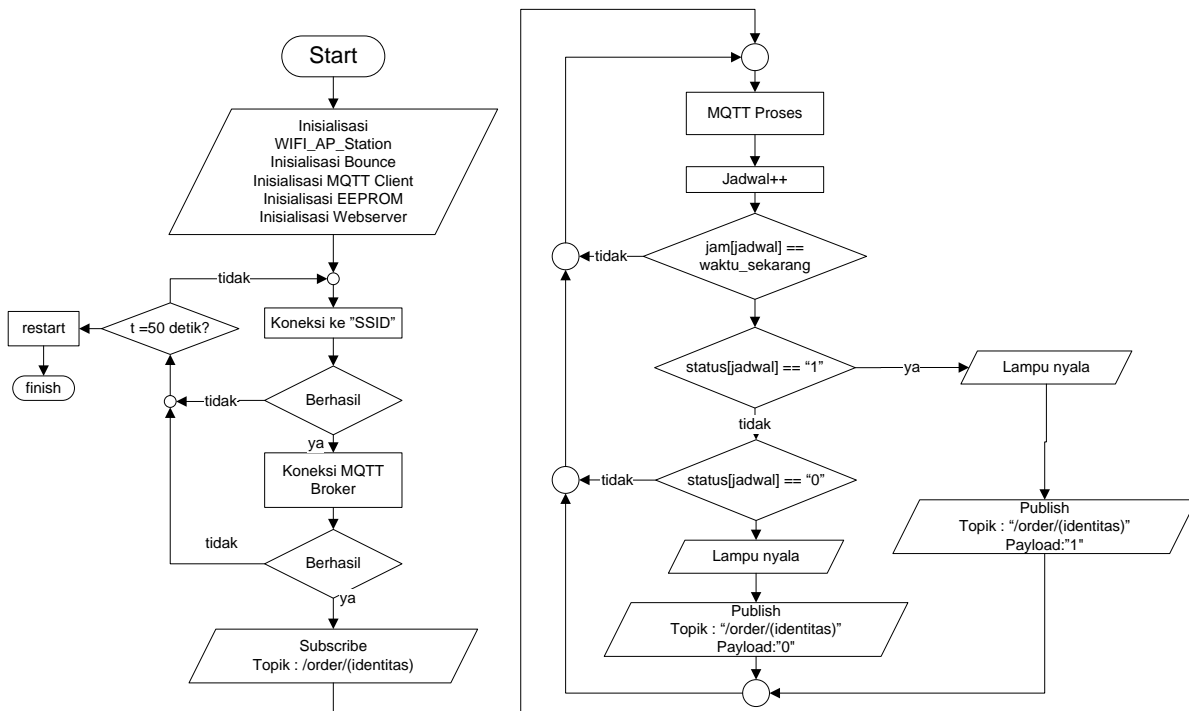 Start
Inisialisasi
WIFI_AP_Station
Inisialisasi Bounce
Inisialisasi MQTT Client
Inisialisasi EEPROM
Inisialisasi Webserver
tidak
t =50 detik?
restart
finish
Koneksi ke ”SSID”
Berhasil
tidak
ya
Koneksi MQTT
Broker
Berhasil
tidak
ya
Subscribe
Topik : /order/(identitas)
MQTT Proses
Jadwal++
jam[jadwal] ==
waktu_sekarang
tidak
status[jadwal] == “1”
ya
Lampu nyala
tidak
status[jadwal] == “0”
tidak
Publish
Topik : “/order/(identitas)”
Payload:”1"
Lampu nyala
Publish
Topik : “/order/(identitas)”
Payload:”0"